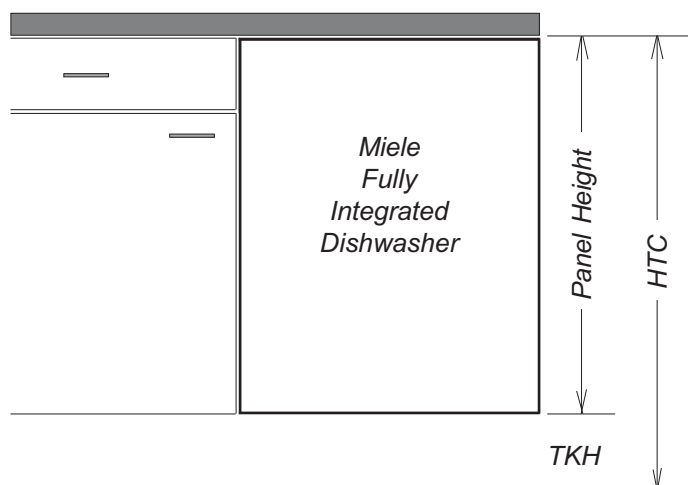 Miele
Fully
Integrated
Dishwasher
Panel Height
HTC
TKH